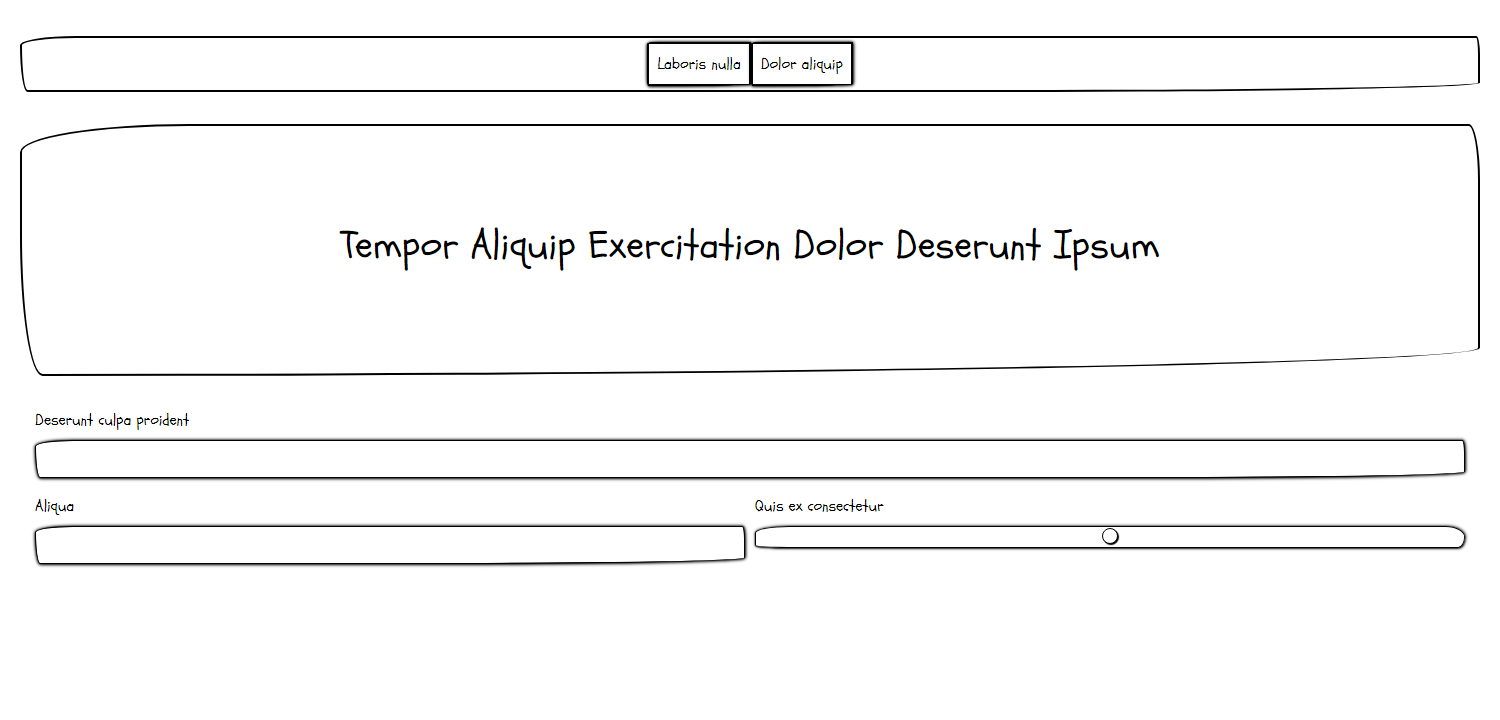 Laboris nulla Dolor aliquip
Tempor Aliquip Exercitation Dolor Deserunt Ipsum
Deserunt culpa proident
Aliqua Quis ex consectetur